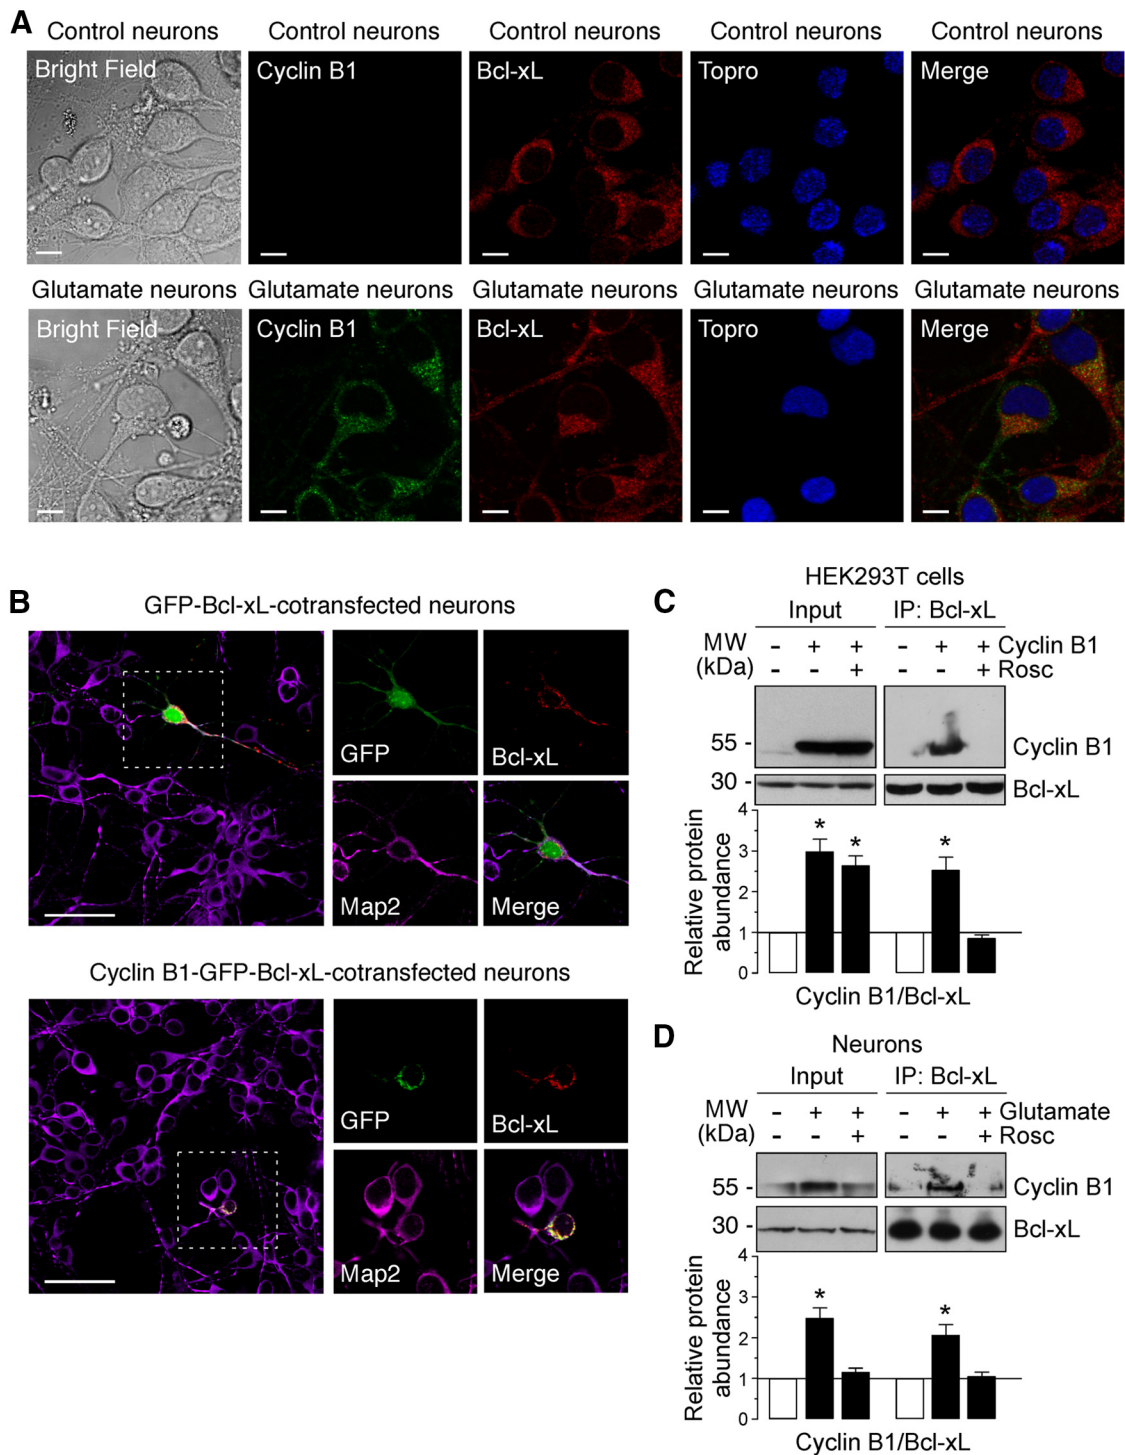 A
Control neurons Control neurons Control neurons Control neurons Control neurons
Bright Field Cyclin B1 Bcl-xL Topro Merge
Glutamate neurons Glutamate neurons Glutamate neurons Glutamate neurons Glutamate neurons
Bright Field Cyclin B1 Bcl-xL Topro Merge
B
GFP-Bcl-xL-cotransfected neurons
GFP Bcl-xL
Map2 Merge
Cyclin B1-GFP-Bcl-xL-cotransfected neurons
GFP Bcl-xL
Map2 Merge
C
HEK293T cells
Input IP: Bcl-xL
MW - + + - + + Cyclin B1
(kDa) - - + - - + Rosc
55 - Cyclin B1
30 - Bcl-xL
Relative protein
abundance
4
3
2
1
0
* * *
Cyclin B1/Bcl-xL
D
Neurons
Input IP: Bcl-xL
MW - + + - + + Glutamate
(kDa) - - + - - + Rosc
55 - Cyclin B1
30 - Bcl-xL
Relative protein
abundance
4
3
2
1
0
* *
Cyclin B1/Bcl-xL